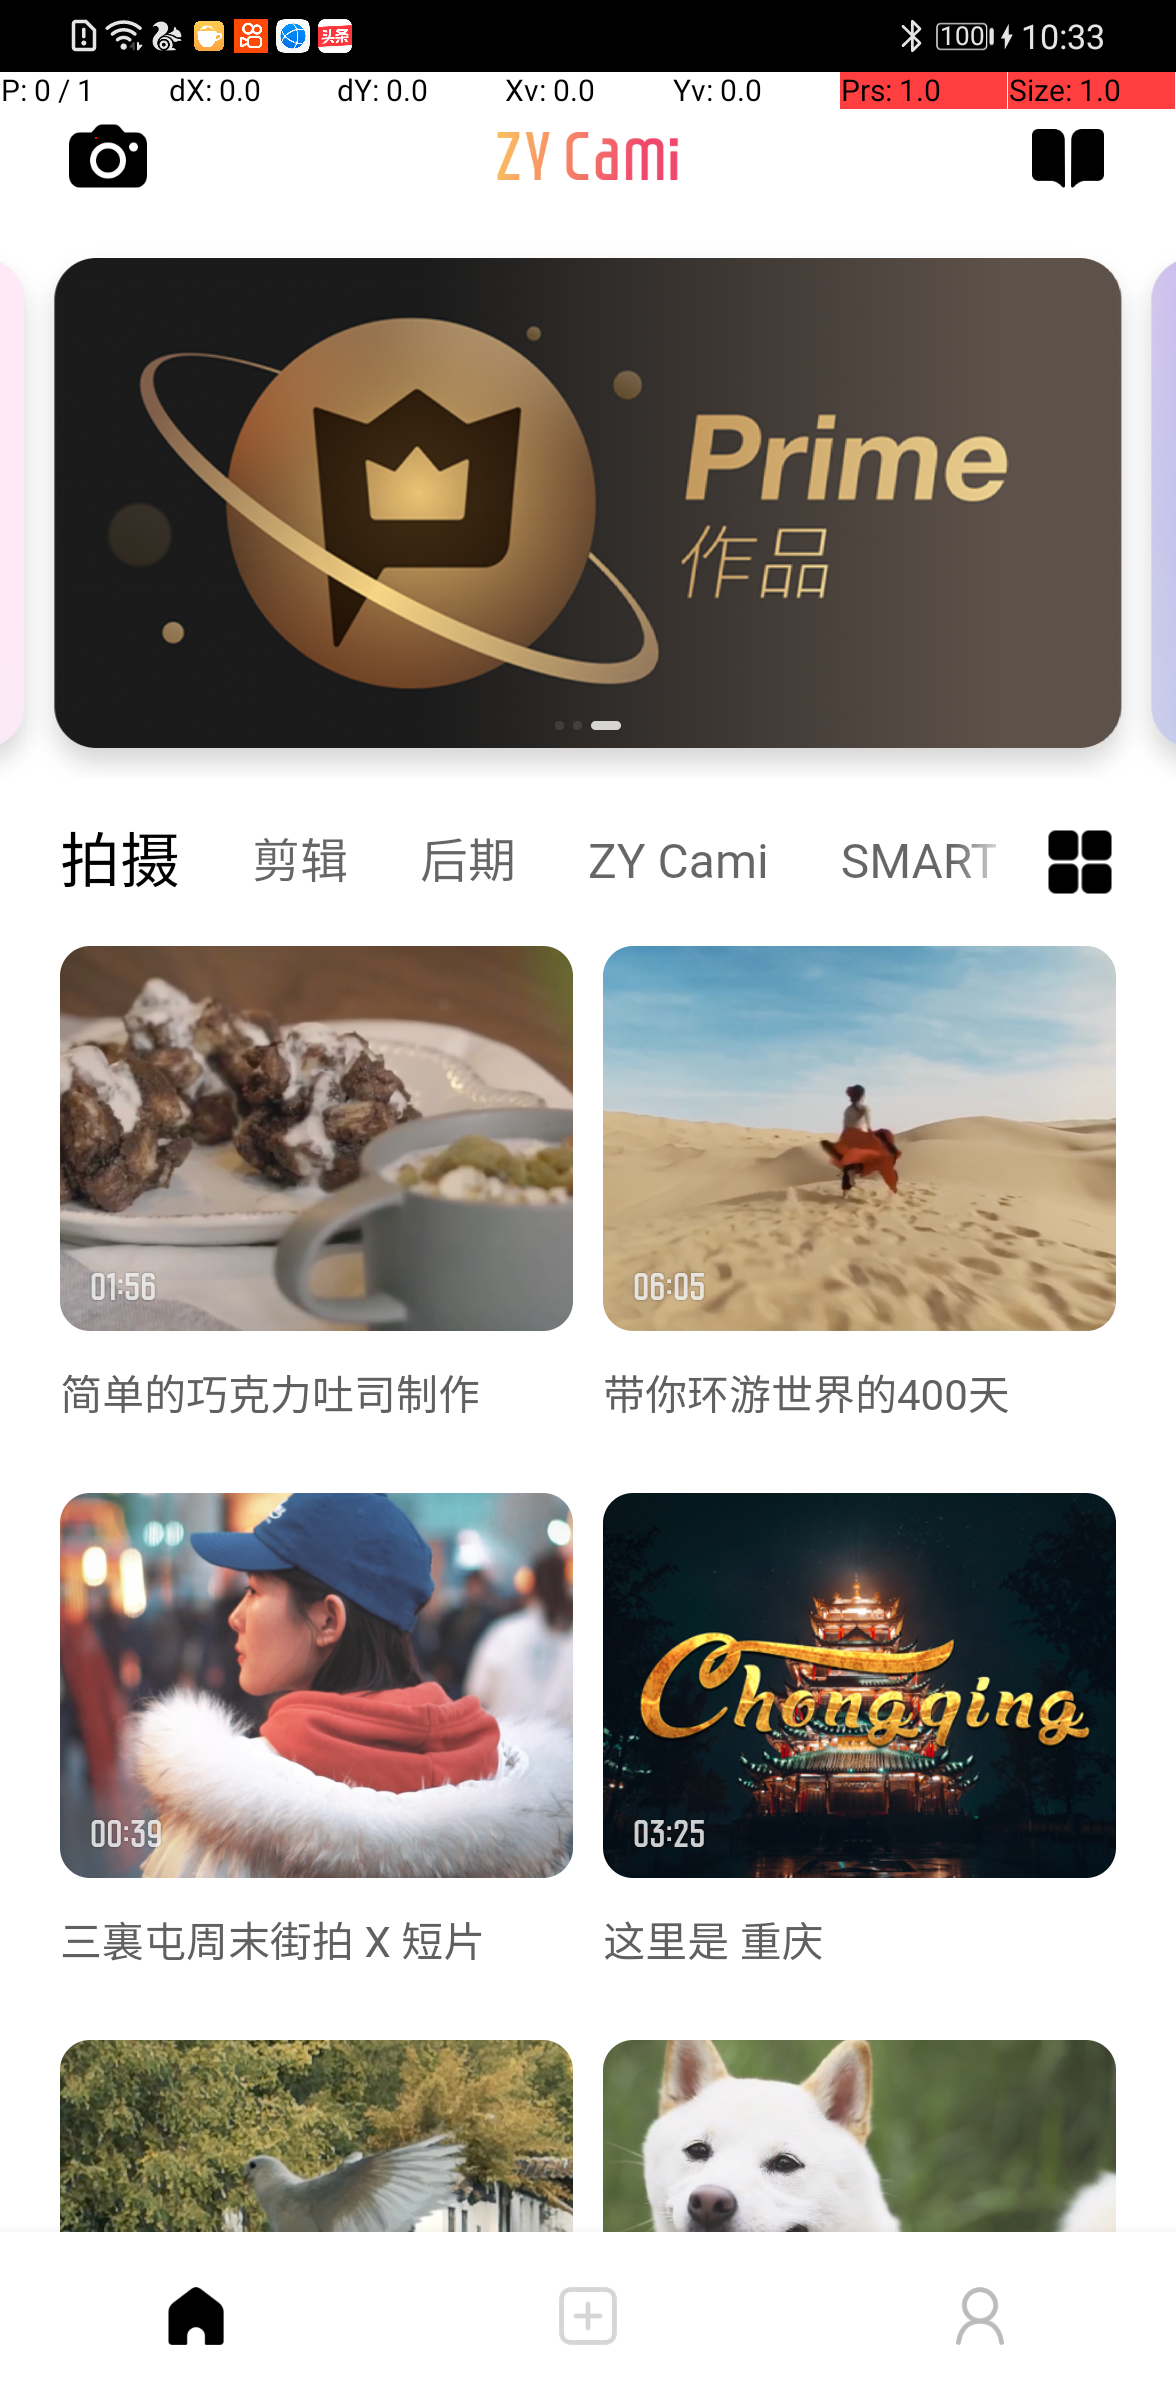 头条 100 10:33
P: 0 / 1 dX: 0.0 dY: 0.0 Xv: 0.0 Yv: 0.0 Prs: 1.0 Size: 1.0
ZY Cami
Prime
作品
拍摄 剪辑 后期 ZY Cami SMART
01:56 06:05
简单的巧克力吐司制作 带你环游世界的400天
Chongqing
00:39 03:25
三裏屯周末街拍 X 短片 这里是 重庆